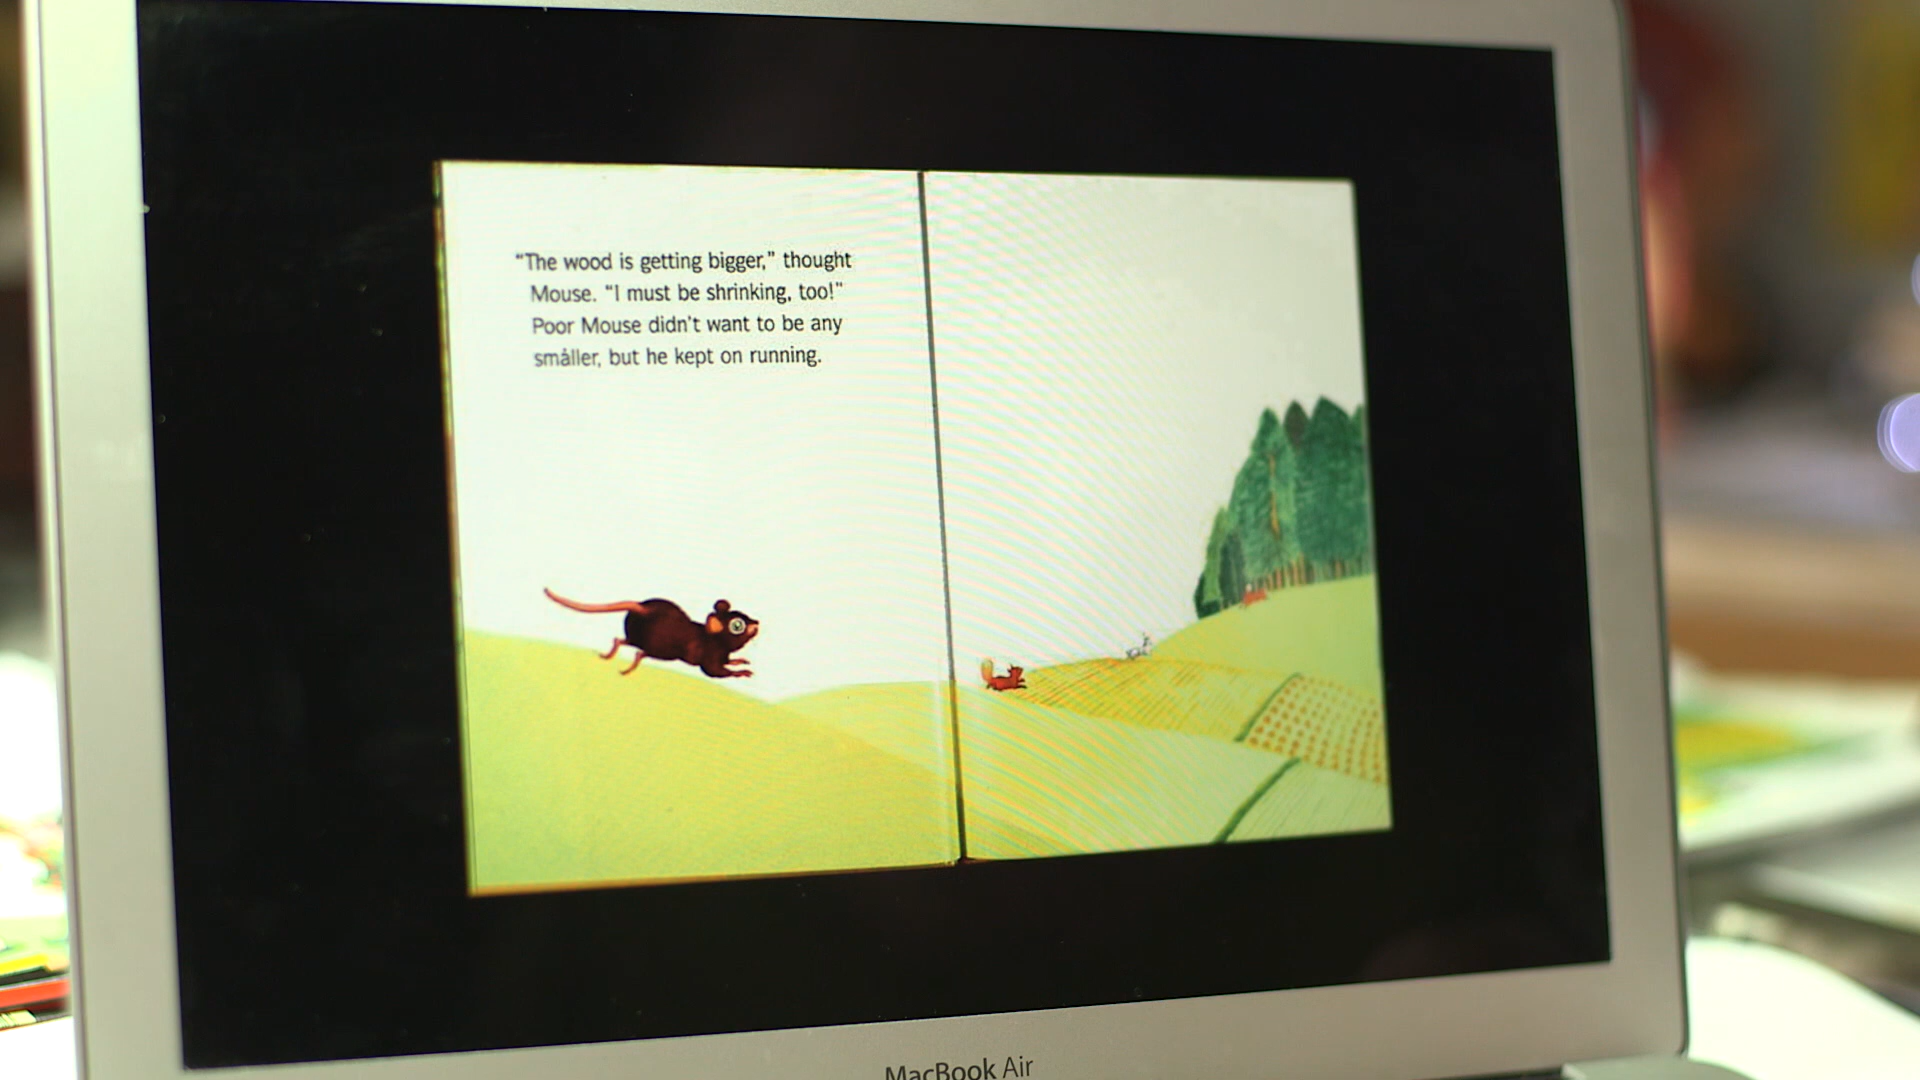 “The wood is getting bigger,” thought
Mouse. “I must be shrinking, too!”
Poor Mouse didn't want to be any
smaller, but he kept on running.
MacBook Air